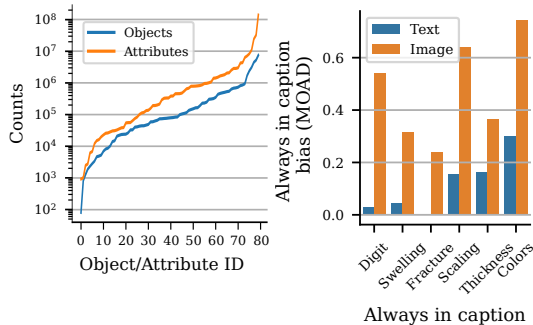 10⁸
10⁷
10⁶
10⁵
10⁴
10³
10²
Counts
Objects
Attributes
0 10 20 30 40 50 60 70 80
Object/Attribute ID
Always in caption
bias (MOAD)
0.6
0.4
0.2
0.0
Text
Image
Digit
Swelling
Fracture
Scaling
Thickness
Colors
Always in caption